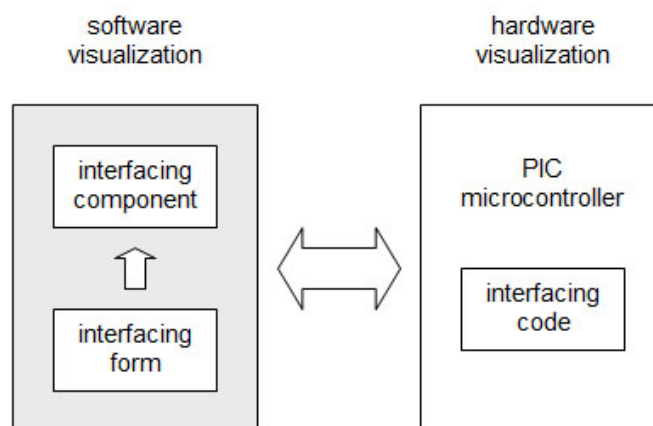 software
visualization
hardware
visualization
interfacing
component
interfacing
form
PIC
microcontroller
interfacing
code